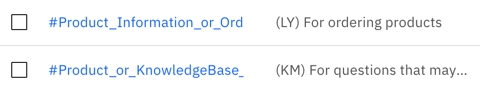 #Product_Information_or_Ord (LY) For ordering products
#Product_or_KnowledgeBase_ (KM) For questions that may...